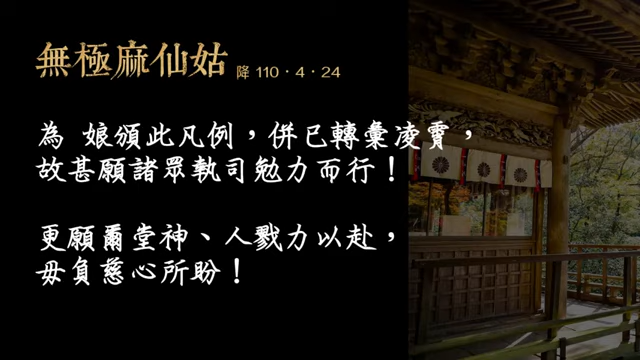 無極麻仙姑 降 110・4・24
為 娘頒此凡例，併已轉彙凌霄，
故甚願諸眾執司勉力而行！
更願爾堂神、人戮力以赴，
毋負慈心所盼！